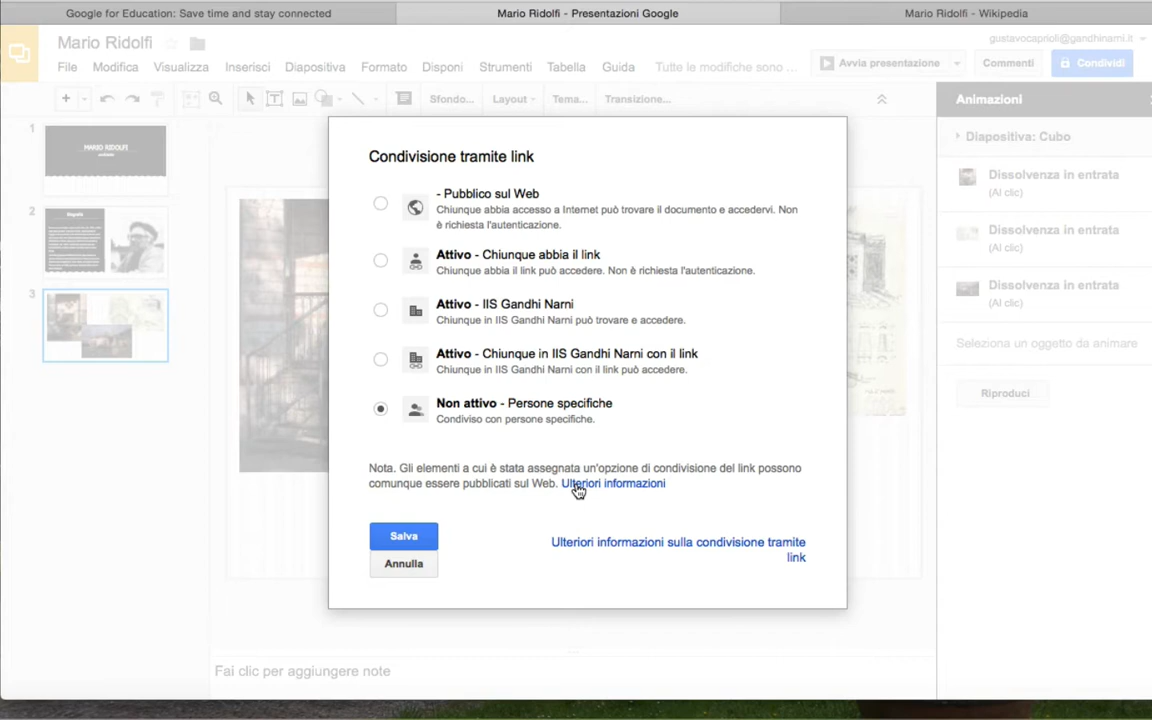 Google for Education: Save time and stay connected
Mario Ridolfi - Presentazioni Google
Mario Ridolfi - Wikipedia
Mario Ridolfi
gustavocaprioli@gandhinarni.it
File Modifica Visualizza Inserisci Diapositiva Formato Disponi Strumenti Tabella Guida Tutte le modifiche sono ...
Avvia presentazione
Commenti
Condividi
Sfondo... Layout Tema... Transizione...
Animazioni
Diapositiva: Cubo
Dissolvenza in entrata
(Al clic)
Dissolvenza in entrata
(Al clic)
Dissolvenza in entrata
(Al clic)
Seleziona un oggetto da animare
Riproduci
1
MARIO RIDOLFI
2
3
Condivisione tramite link
- Pubblico sul Web
Chiunque abbia accesso a Internet può trovare il documento e accedervi. Non
è richiesta l'autenticazione.
Attivo - Chiunque abbia il link
Chiunque abbia il link può accedere. Non è richiesta l'autenticazione.
Attivo - IIS Gandhi Narni
Chiunque in IIS Gandhi Narni può trovare e accedere.
Attivo - Chiunque in IIS Gandhi Narni con il link
Chiunque in IIS Gandhi Narni con il link può accedere.
Non attivo - Persone specifiche
Condiviso con persone specifiche.
Nota. Gli elementi a cui è stata assegnata un'opzione di condivisione del link possono
comunque essere pubblicati sul Web. Ulteriori informazioni
Salva
Annulla
Ulteriori informazioni sulla condivisione tramite
link
Fai clic per aggiungere note